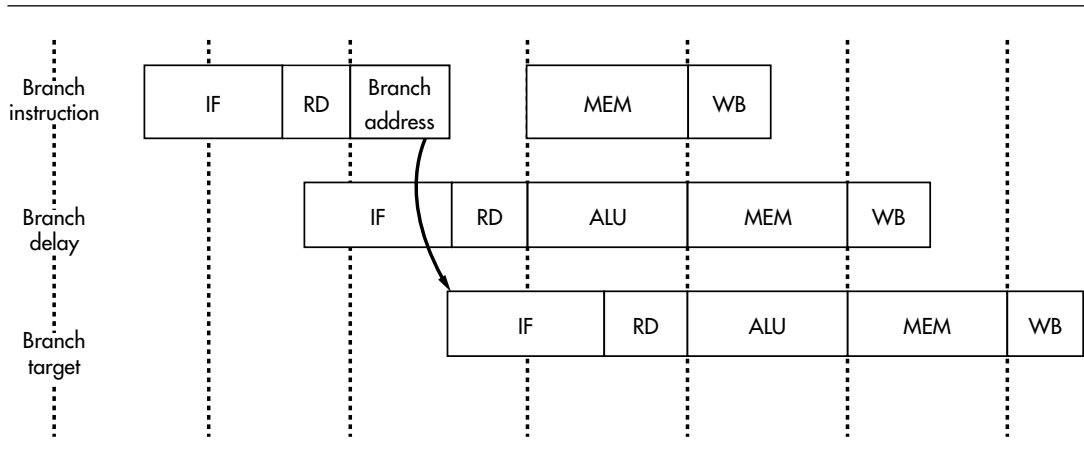 Branch
instruction
IF
RD
Branch
address
MEM
WB
Branch
delay
IF
RD
ALU
MEM
WB
Branch
target
IF
RD
ALU
MEM
WB